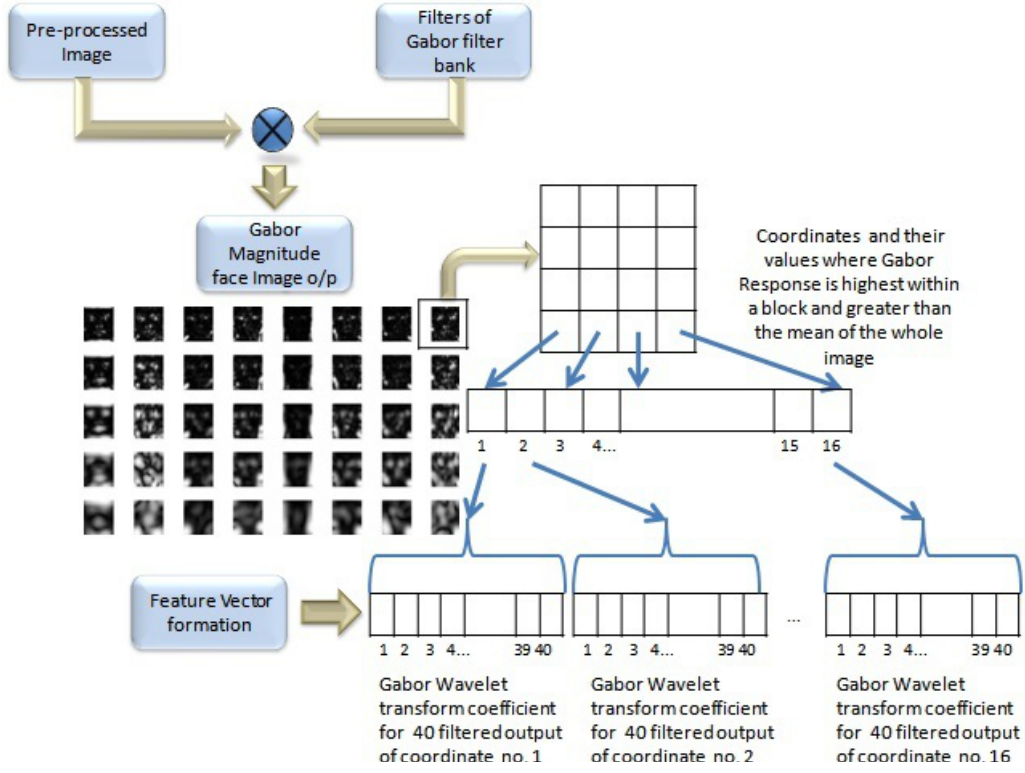 Pre-processed
Image
Filters of
Gabor filter
bank
Gabor
Magnitude
face Image o/p
Coordinates and their
values where Gabor
Response is highest within
a block and greater than
the mean of the whole
image
1 2 3 4... 15 16
Feature Vector
formation
1 2 3 4... 39 40
1 2 3 4... 39 40
...
1 2 3 4... 39 40
Gabor Wavelet
transform coefficient
for 40 filtered output
of coordinate no. 1
Gabor Wavelet
transform coefficient
for 40 filtered output
of coordinate no. 2
Gabor Wavelet
transform coefficient
for 40 filtered output
of coordinate no. 16